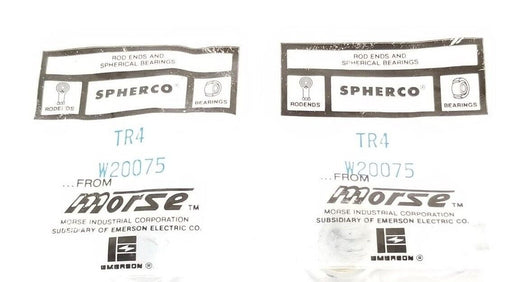 ROD ENDS AND
SPHERICAL BEARINGS
SPHERCO®
RODENDS
BEARINGS
TR4
W20075
...FROM
morse™
MORSE INDUSTRIAL CORPORATION
SUBSIDIARY OF EMERSON ELECTRIC CO.
EMERSON®
ROD ENDS AND
SPHERICAL BEARINGS
SPHERCO®
RODENDS
BEARINGS
TR4
W20075
...FROM
morse™
MORSE INDUSTRIAL CORPORATION
SUBSIDIARY OF EMERSON ELECTRIC CO.
EMERSON®